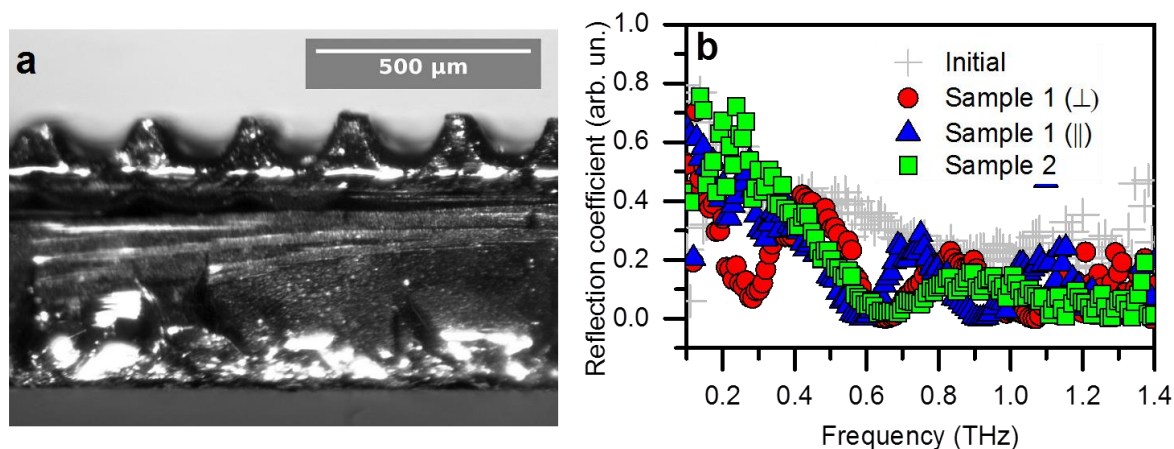 a
500 µm
b
Initial
Sample 1 (⊥)
Sample 1 (||)
Sample 2
Reflection coefficient (arb. un.)
1.0
0.8
0.6
0.4
0.2
0.0
0.2 0.4 0.6 0.8 1.0 1.2 1.4
Frequency (THz)